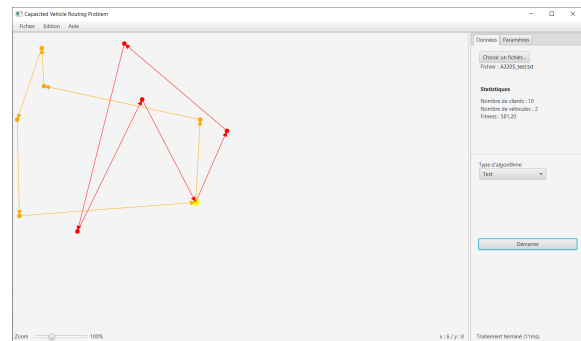 Capacited Vehicle Routing Problem
Fichier Edition Aide
Données Paramètres
Choisir un fichier...
Fichier : A3205_test.txt
Statistiques
Nombre de clients : 10
Nombre de véhicules : 2
Fitness : 581,20
Type d'algorithme
Test
Démarrer
Zoom 100% x : 6 / y : 8 Traitement terminé (11ms).